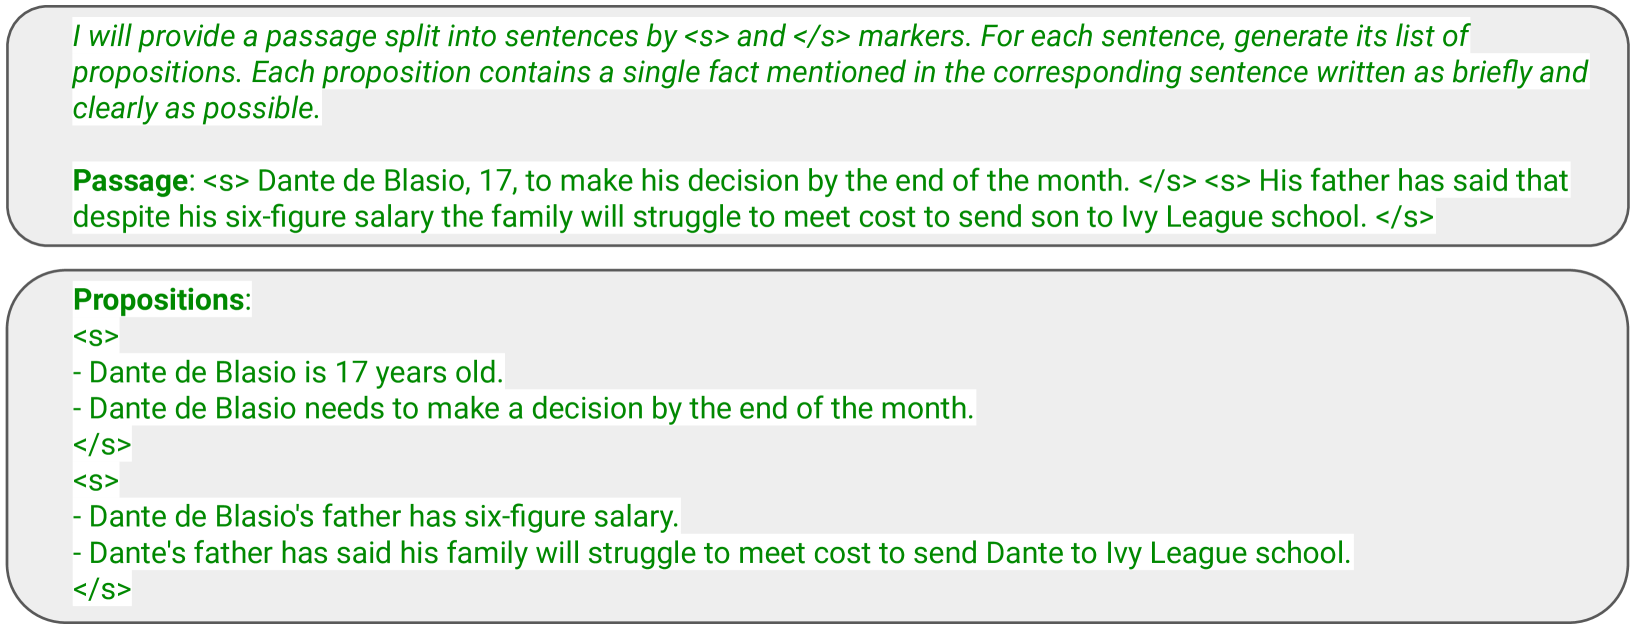 I will provide a passage split into sentences by <s> and </s> markers. For each sentence, generate its list of
propositions. Each proposition contains a single fact mentioned in the corresponding sentence written as briefly and
clearly as possible.
Passage: <s> Dante de Blasio, 17, to make his decision by the end of the month. </s> <s> His father has said that
despite his six-figure salary the family will struggle to meet cost to send son to Ivy League school. </s>
Propositions:
<s>
- Dante de Blasio is 17 years old.
- Dante de Blasio needs to make a decision by the end of the month.
</s>
<s>
- Dante de Blasio's father has six-figure salary.
- Dante's father has said his family will struggle to meet cost to send Dante to Ivy League school.
</s>